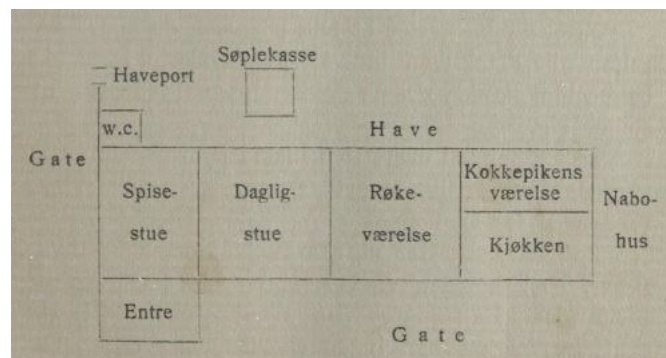 Søplekasse
Haveport
w.c.
Have
Gate
Spise-
stue
Daglig-
stue
Røke-
værelse
Kokkepikens
værelse
Kjøkken
Nabo-
hus
Entre
Gate